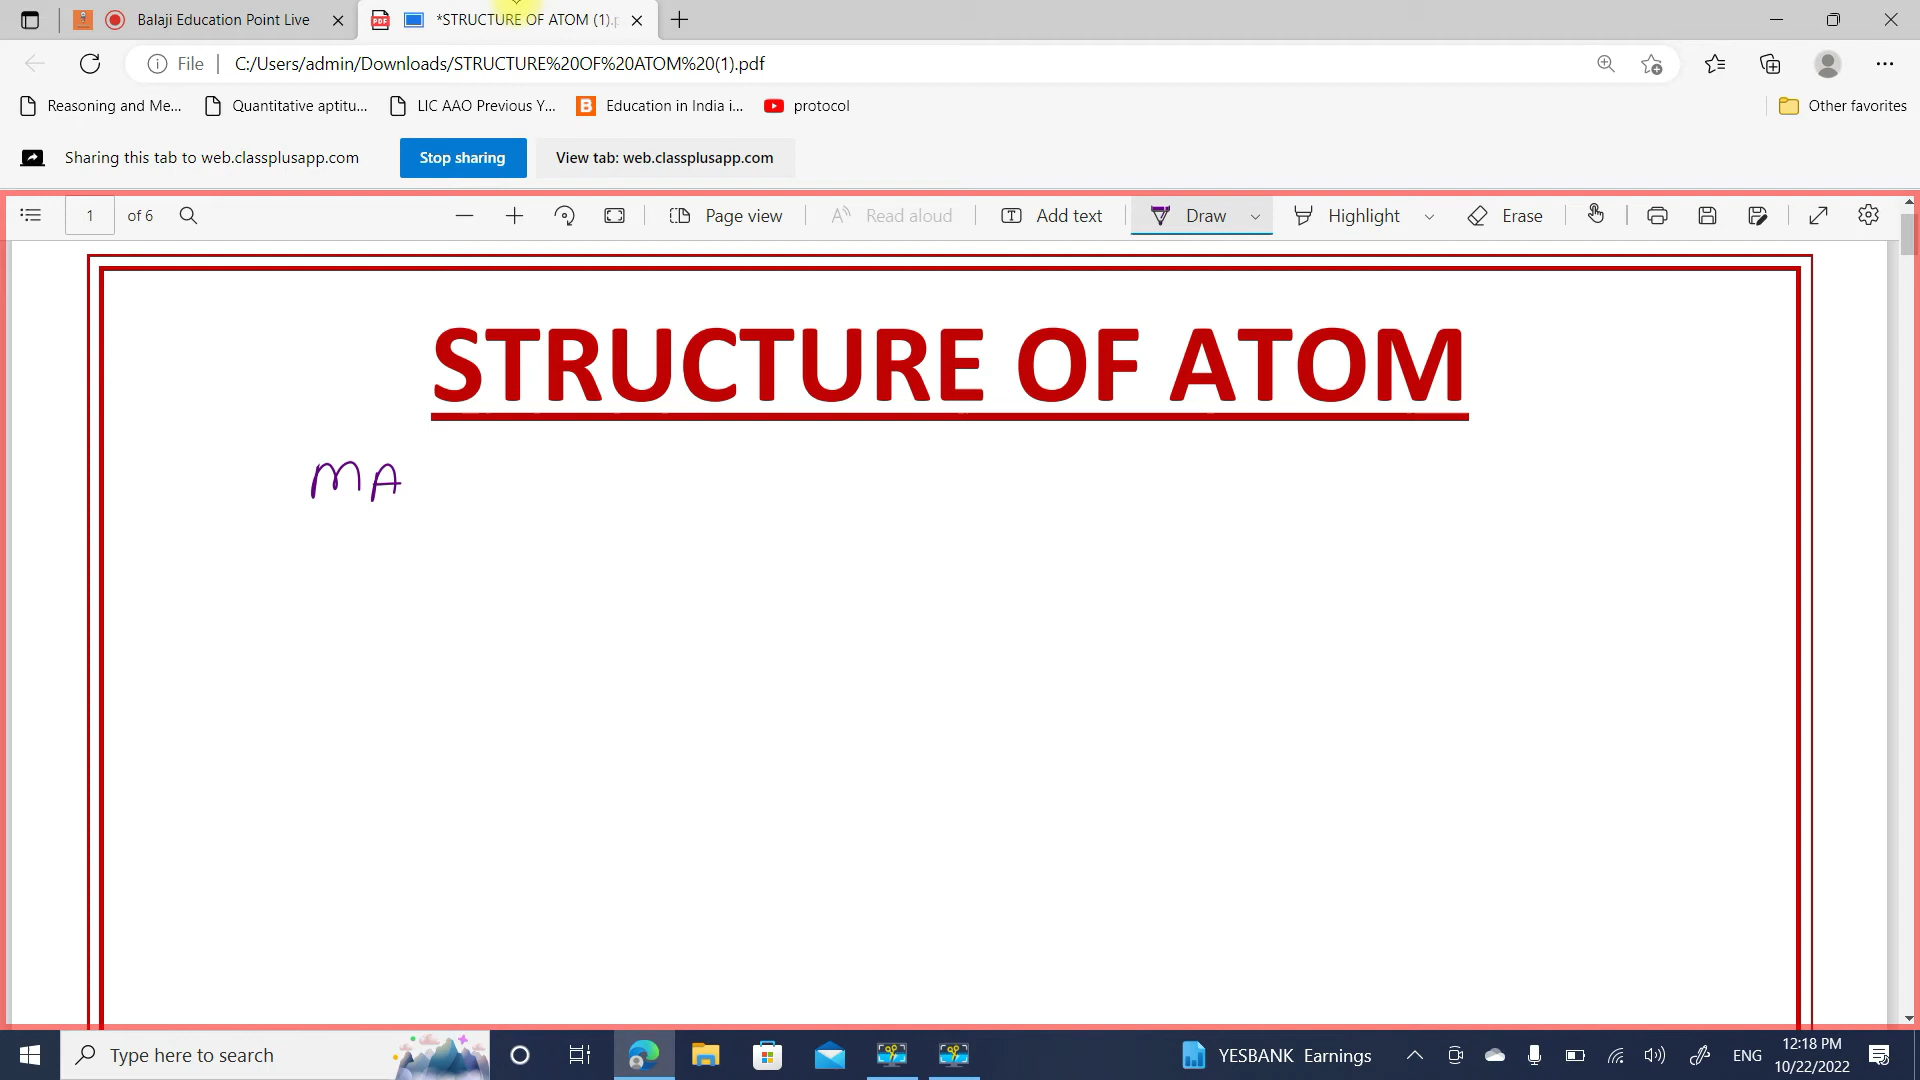 Balaji Education Point Live
*STRUCTURE OF ATOM (1).p
File
C:/Users/admin/Downloads/STRUCTURE%20OF%20ATOM%20(1).pdf
Reasoning and Me... Quantitative aptitu... LIC AAO Previous Y... Education in India i... protocol Other favorites
Sharing this tab to web.classplusapp.com Stop sharing View tab: web.classplusapp.com
1 of 6 Page view Read aloud Add text Draw Highlight Erase
STRUCTURE OF ATOM
MA
Type here to search YESBANK Earnings ENG 12:18 PM
10/22/2022